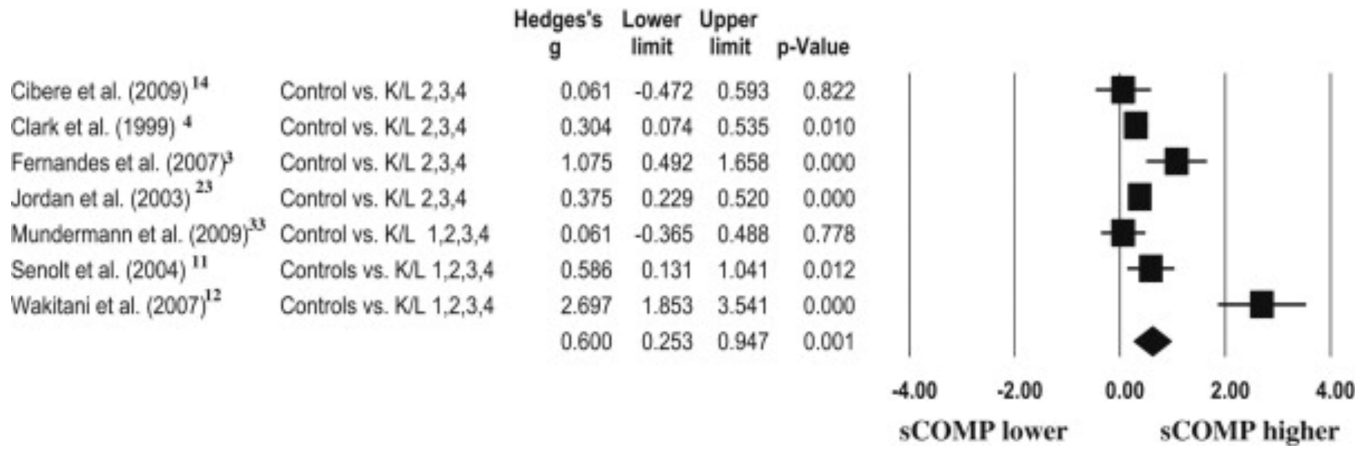 Hedges's Lower Upper
g limit limit p-Value
Cibere et al. (2009) 14 Control vs. K/L 2,3,4 0.061 -0.472 0.593 0.822
Clark et al. (1999) 4 Control vs. K/L 2,3,4 0.304 0.074 0.535 0.010
Fernandes et al. (2007)3 Control vs. K/L 2,3,4 1.075 0.492 1.658 0.000
Jordan et al. (2003) 23 Control vs. K/L 2,3,4 0.375 0.229 0.520 0.000
Mundermann et al. (2009)33 Control vs. K/L 1,2,3,4 0.061 -0.365 0.488 0.778
Senolt et al. (2004) 11 Controls vs. K/L 1,2,3,4 0.586 0.131 1.041 0.012
Wakitani et al. (2007)12 Controls vs. K/L 1,2,3,4 2.697 1.853 3.541 0.000
0.600 0.253 0.947 0.001
-4.00 -2.00 0.00 2.00 4.00
sCOMP lower sCOMP higher